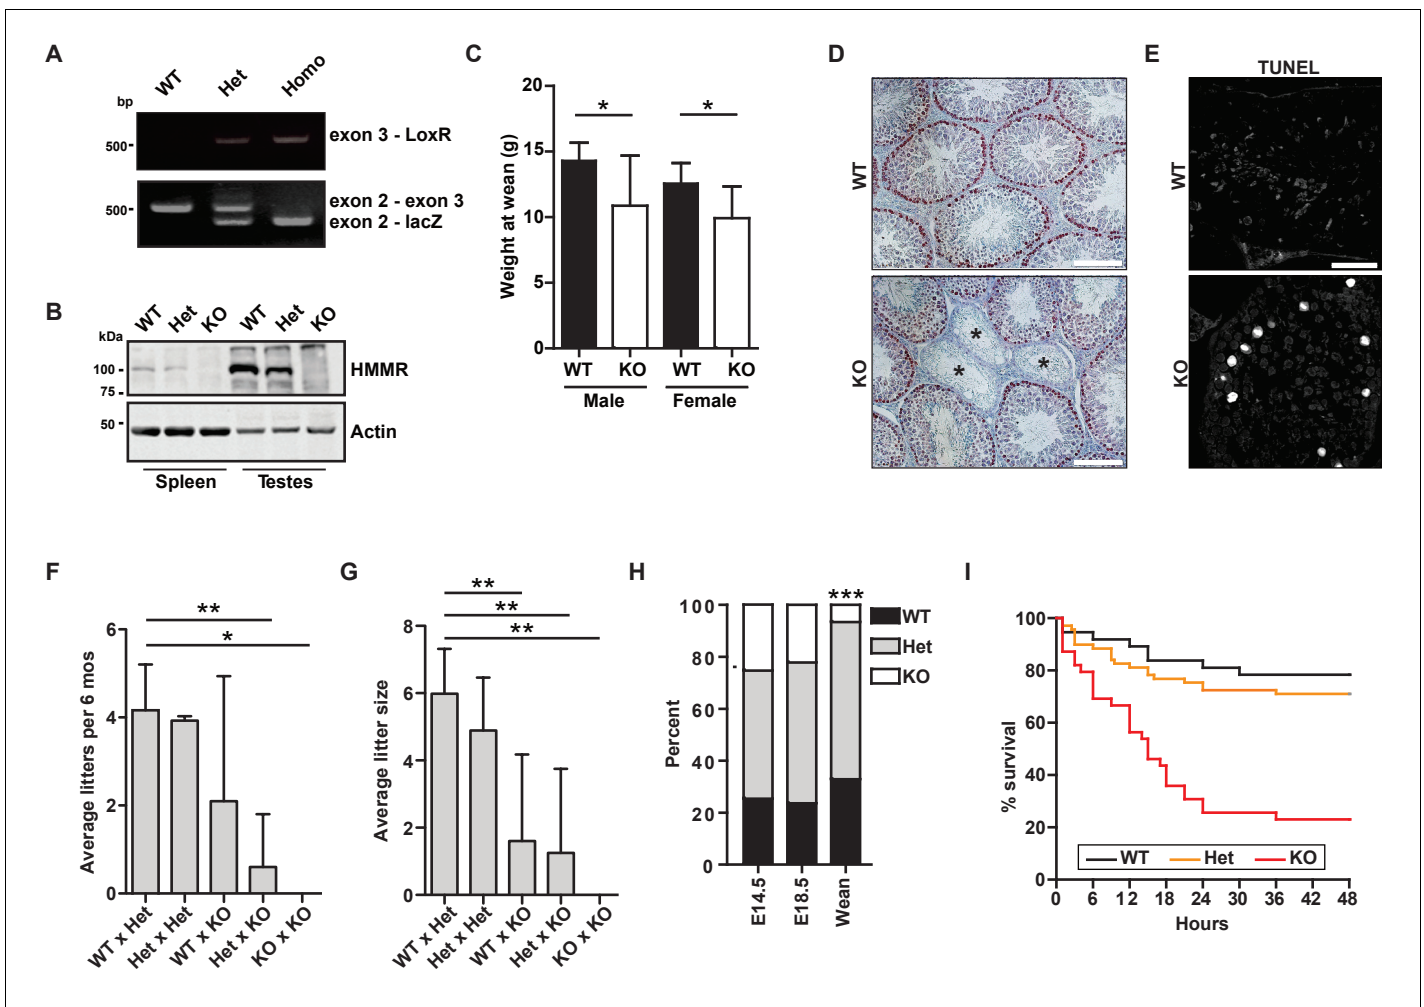 A
WT Het Homo
bp
500
exon 3 - LoxR
500
exon 2 - exon 3
exon 2 - lacZ
B
WT Het KO WT Het KO
kDa
100
75
HMMR
50
Actin
Spleen Testes
C
Weight at wean (g)
20
15
10
5
0
* *
WT KO WT KO
Male Female
D
WT
KO
* * *
E
TUNEL
WT
KO
F
Average litters per 6 mos
6
4
2
0
**
*
WT x Het
Het x Het
WT x KO
Het x KO
KO x KO
G
Average litter size
8
6
4
2
0
**
**
**
WT x Het
Het x Het
WT x KO
Het x KO
KO x KO
H
Percent
100
80
60
40
20
0
***
WT
Het
KO
E14.5
E18.5
Wean
I
% survival
100
80
60
40
20
0
WT Het KO
0 6 12 18 24 30 36 42 48
Hours